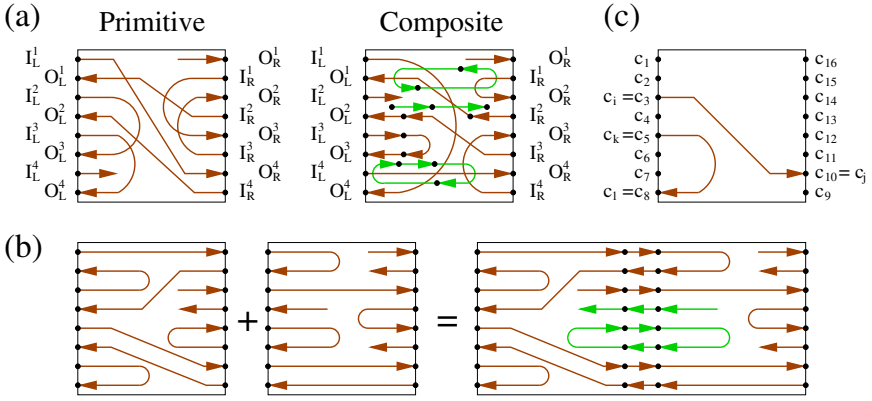 (a) Primitive Composite (c)
I_L^1 O_R^1 I_L^1 O_R^1 c_1 c_16
O_L^1 I_R^1 O_L^1 I_R^1 c_2 c_15
I_L^2 O_R^2 I_L^2 O_R^2 c_i =c_3 c_14
O_L^2 I_R^2 O_L^2 I_R^2 c_4 c_13
I_L^3 O_R^3 I_L^3 O_R^3 c_k =c_5 c_12
O_L^3 I_R^3 O_L^3 I_R^3 c_6 c_11
I_L^4 O_R^4 I_L^4 O_R^4 c_7 c_10 = c_j
O_L^4 I_R^4 O_L^4 I_R^4 c_l =c_8 c_9
(b)
+ =